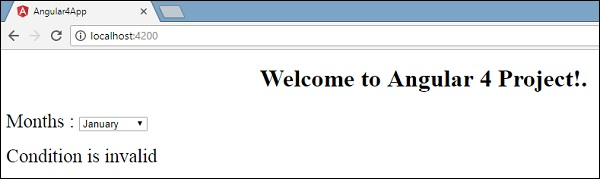 Angular4App
localhost:4200
Welcome to Angular 4 Project!.
Months : January
Condition is invalid